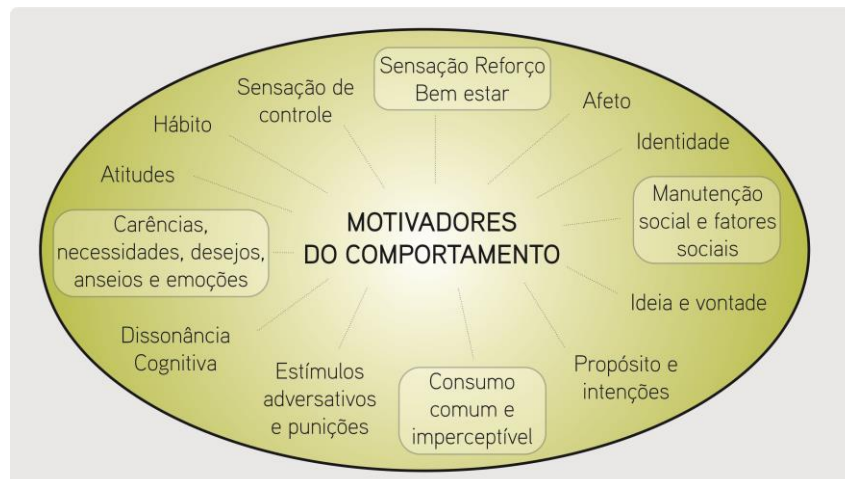 Sensação Reforço
Bem estar
Sensação de
controle
Afeto
Hábito
Identidade
Atitudes
Manutenção
social e fatores
sociais
MOTIVADORES
DO COMPORTAMENTO
Carências,
necessidades, desejos,
anseios e emoções
Ideia e vontade
Dissonância
Cognitiva
Propósito e
intenções
Estímulos
adversativos
e punições
Consumo
comum e
imperceptível